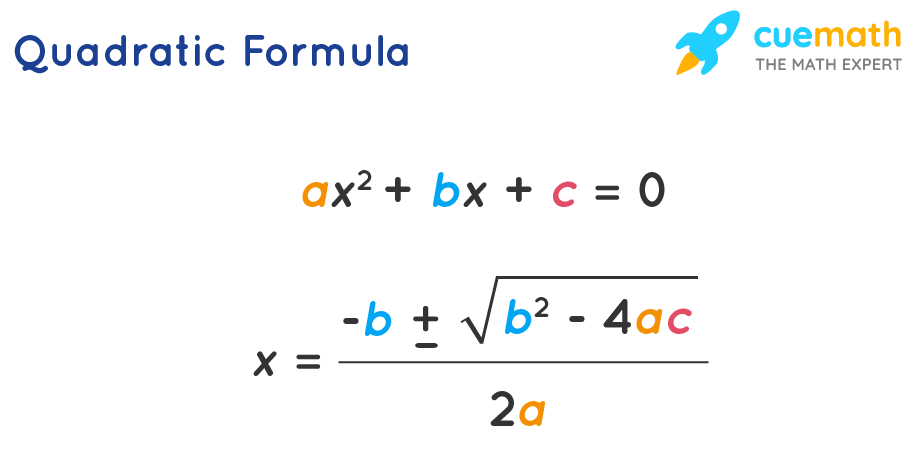 Quadratic Formula
cuemath
THE MATH EXPERT
ax² + bx + c = 0
x = (-b ± √(b² - 4ac)) / 2a